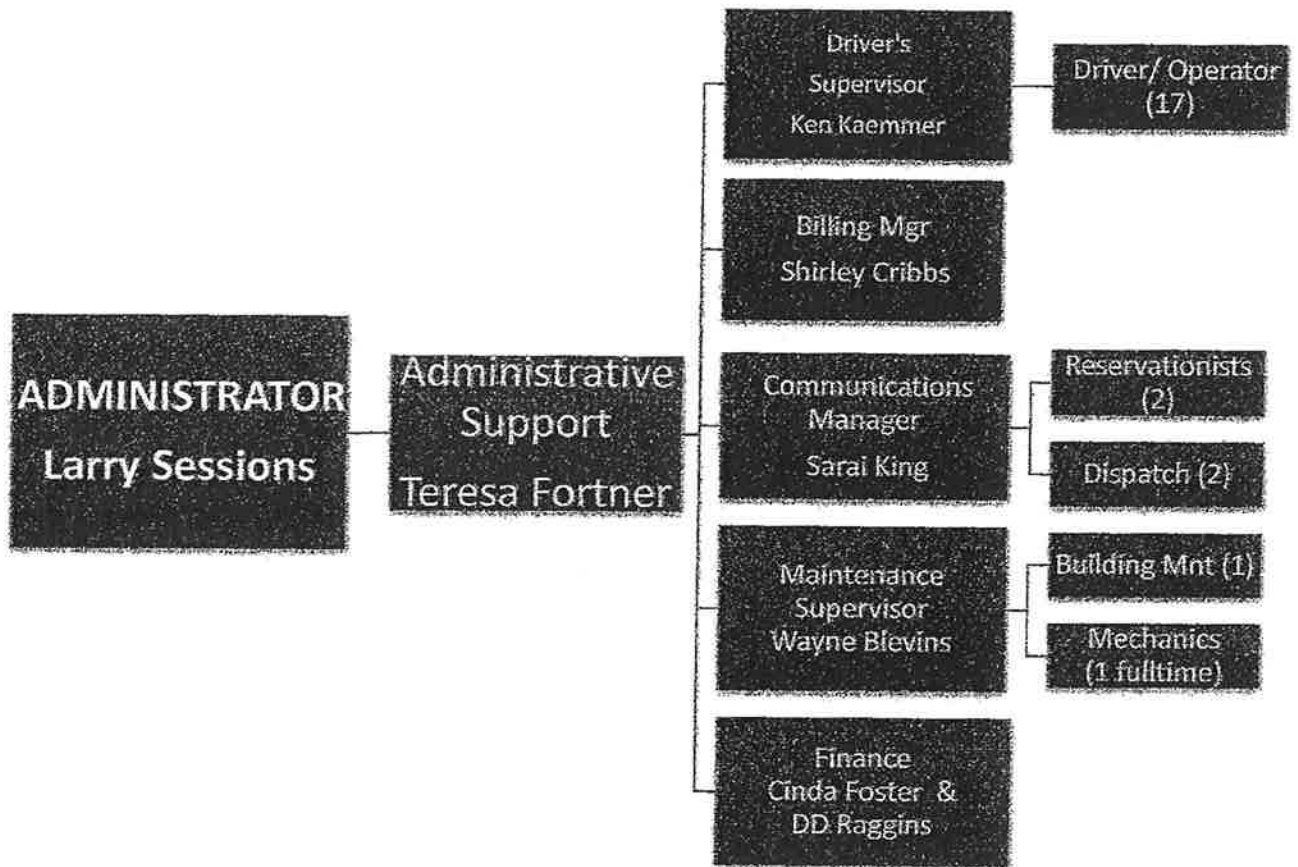 ADMINISTRATOR
Larry Sessions
Administrative
Support
Teresa Fortner
Driver's
Supervisor
Ken Kaemmer
Driver/ Operator
(17)
Billing Mgr
Shirley Cribbs
Communications
Manager
Sarai King
Reservationists
(2)
Dispatch (2)
Maintenance
Supervisor
Wayne Blevins
Building Mnt (1)
Mechanics
(1 fulltime)
Finance
Cinda Foster &
DD Raggins